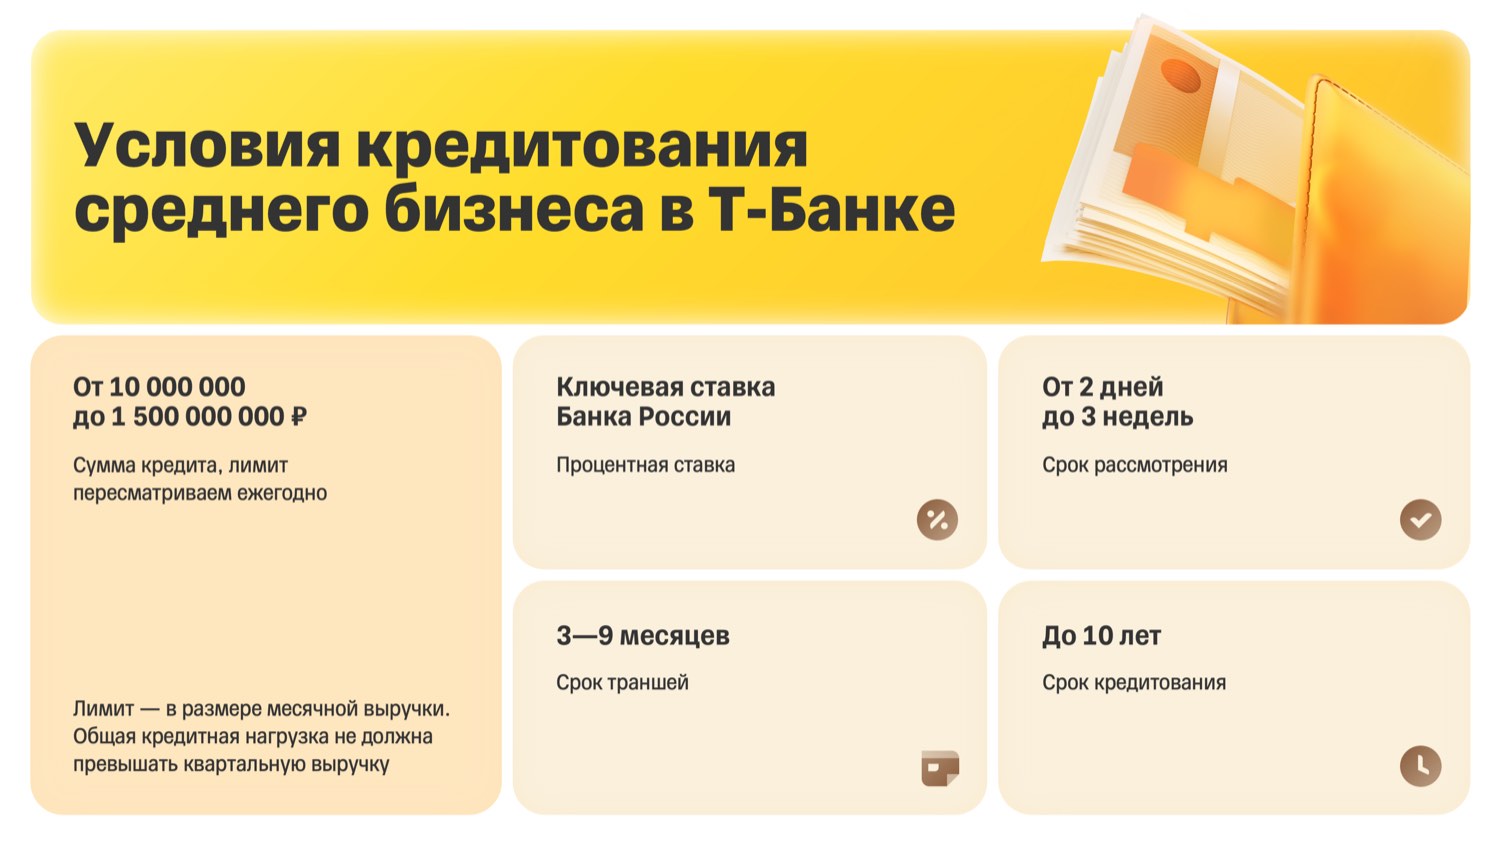 Условия кредитования
среднего бизнеса в Т-Банке
От 10 000 000
до 1 500 000 000 ₽
Сумма кредита, лимит
пересматриваем ежегодно
Лимит — в размере месячной выручки.
Общая кредитная нагрузка не должна
превышать квартальную выручку
Ключевая ставка
Банка России
Процентная ставка
От 2 дней
до 3 недель
Срок рассмотрения
3—9 месяцев
Срок траншей
До 10 лет
Срок кредитования